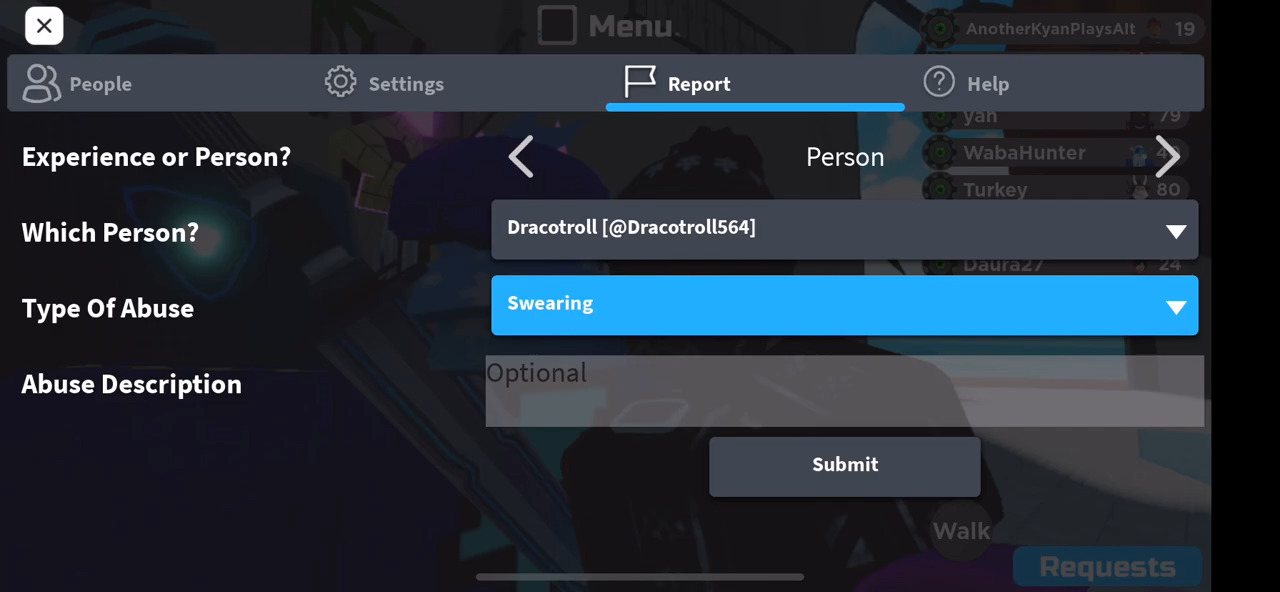 Menu
AnotherKyanPlaysAlt 19
People
Settings
Report
Help
yan 79
Experience or Person?
Person
WabaHunter
Turkey 80
Which Person?
Dracotroll [@Dracotroll564]
Daura27 24
Type Of Abuse
Swearing
Abuse Description
Optional
Submit
Walk
Requests